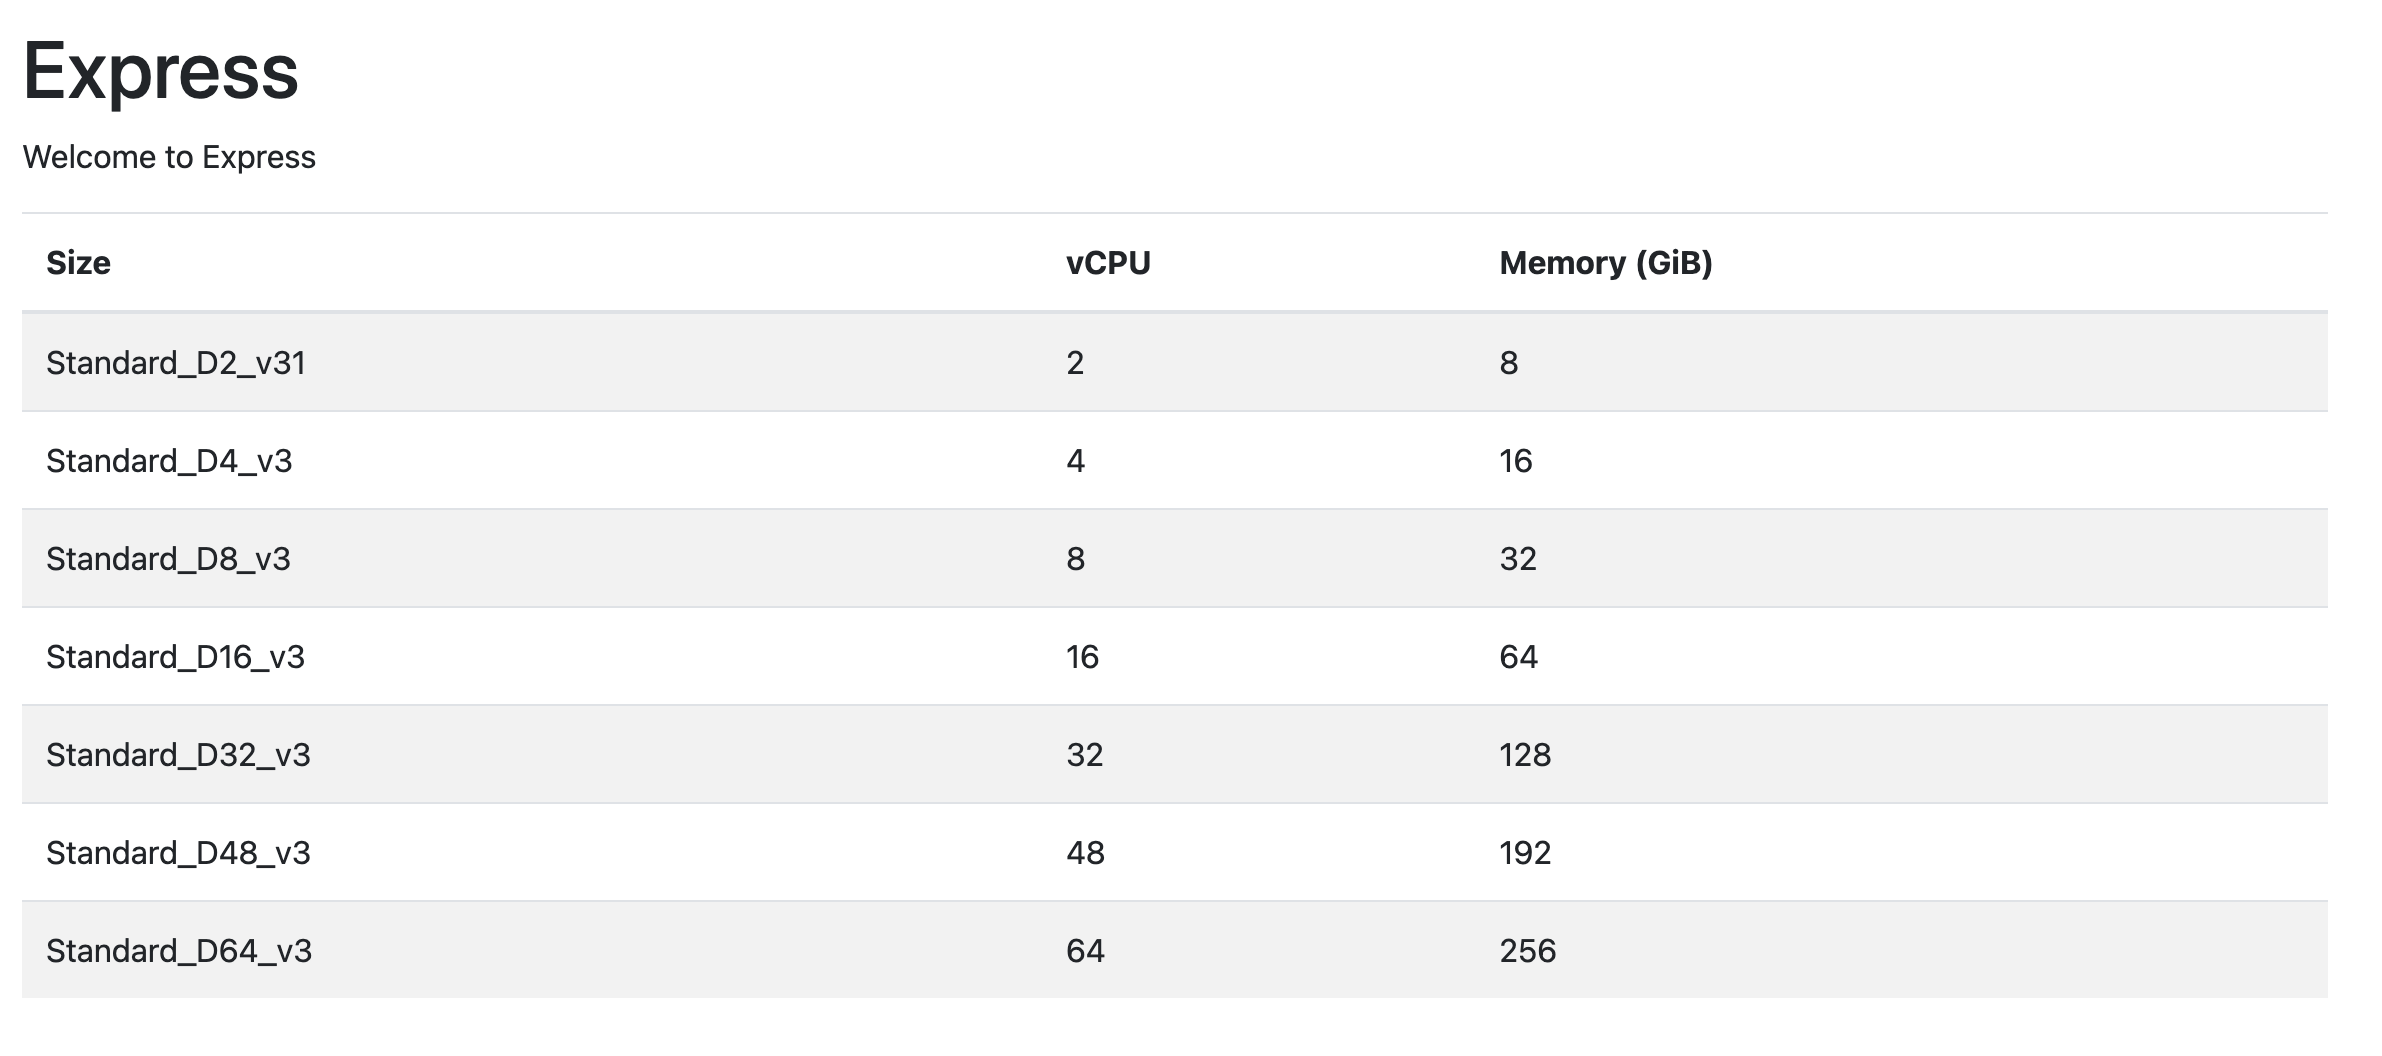 Express
Welcome to Express
Size vCPU Memory (GiB)
Standard_D2_v31 2 8
Standard_D4_v3 4 16
Standard_D8_v3 8 32
Standard_D16_v3 16 64
Standard_D32_v3 32 128
Standard_D48_v3 48 192
Standard_D64_v3 64 256